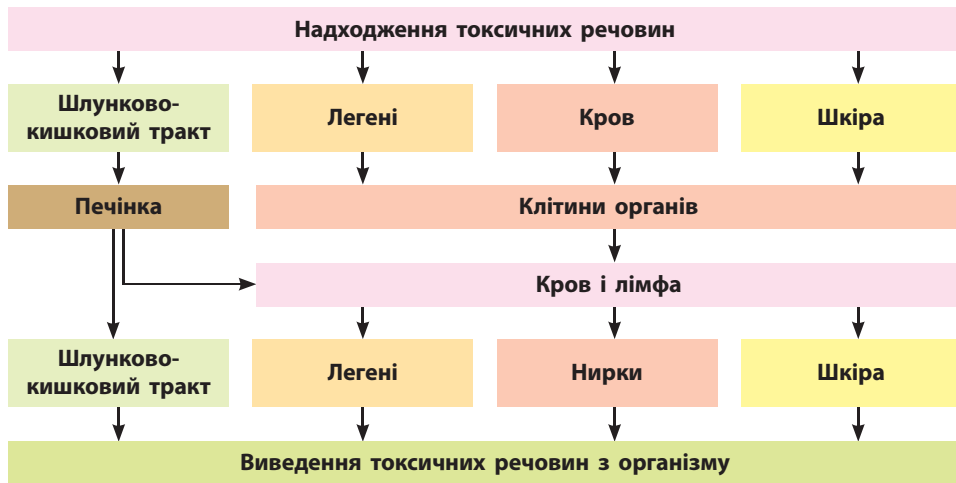 Надходження токсичних речовин
Шлунково-
кишковий тракт
Легені
Кров
Шкіра
Печінка
Клітини органів
Кров і лімфа
Шлунково-
кишковий тракт
Легені
Нирки
Шкіра
Виведення токсичних речовин з організму